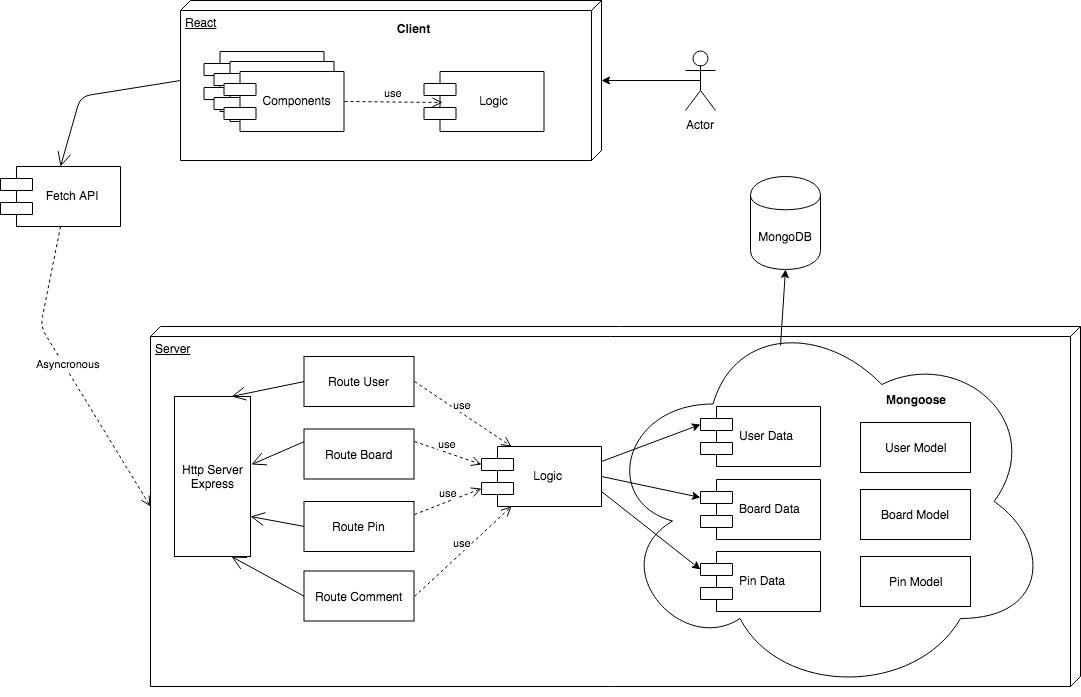 React
Client
Components
use
Logic
Actor
Fetch API
MongoDB
Asyncronous
Server
Http Server
Express
Route User
Route Board
Route Pin
Route Comment
use
use
use
use
Logic
Mongoose
User Data
Board Data
Pin Data
User Model
Board Model
Pin Model